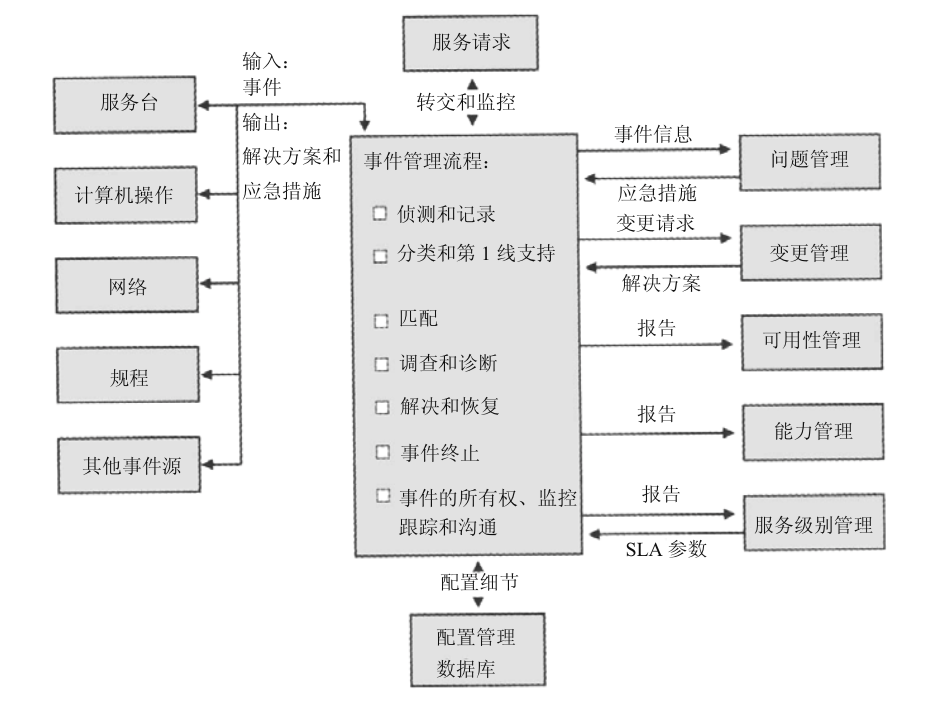 服务请求
转交和监控
输入：
事件
输出：
解决方案和
应急措施
服务台
计算机操作
网络
规程
其他事件源
事件管理流程：
侦测和记录
分类和第 1 线支持
匹配
调查和诊断
解决和恢复
事件终止
事件的所有权、监控
跟踪和沟通
事件信息
应急措施
变更请求
解决方案
报告
报告
报告
SLA 参数
问题管理
变更管理
可用性管理
能力管理
服务级别管理
配置细节
配置管理
数据库